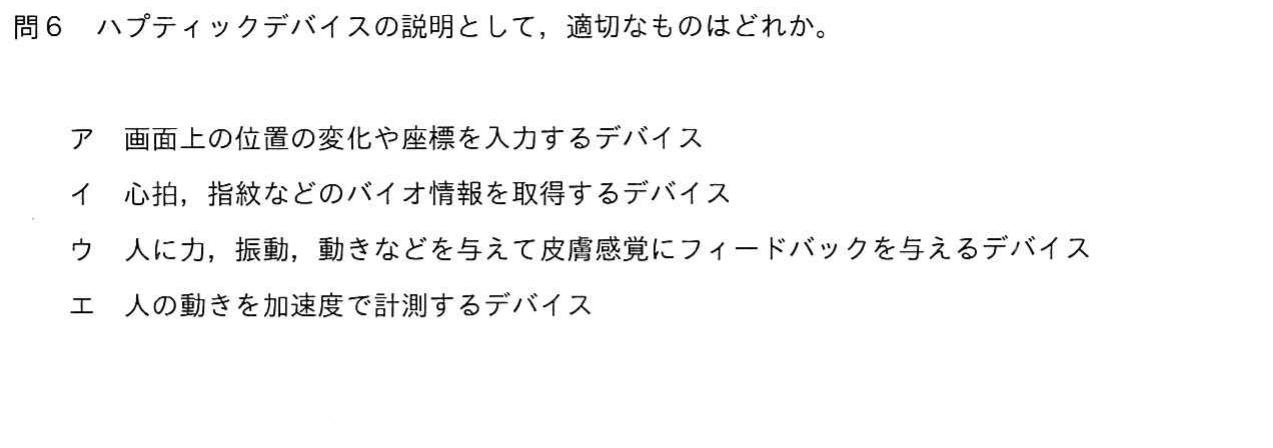 問６　ハプティックデバイスの説明として，適切なものはどれか。
ア　画面上の位置の変化や座標を入力するデバイス
イ　心拍，指紋などのバイオ情報を取得するデバイス
ウ　人に力，振動，動きなどを与えて皮膚感覚にフィードバックを与えるデバイス
エ　人の動きを加速度で計測するデバイス